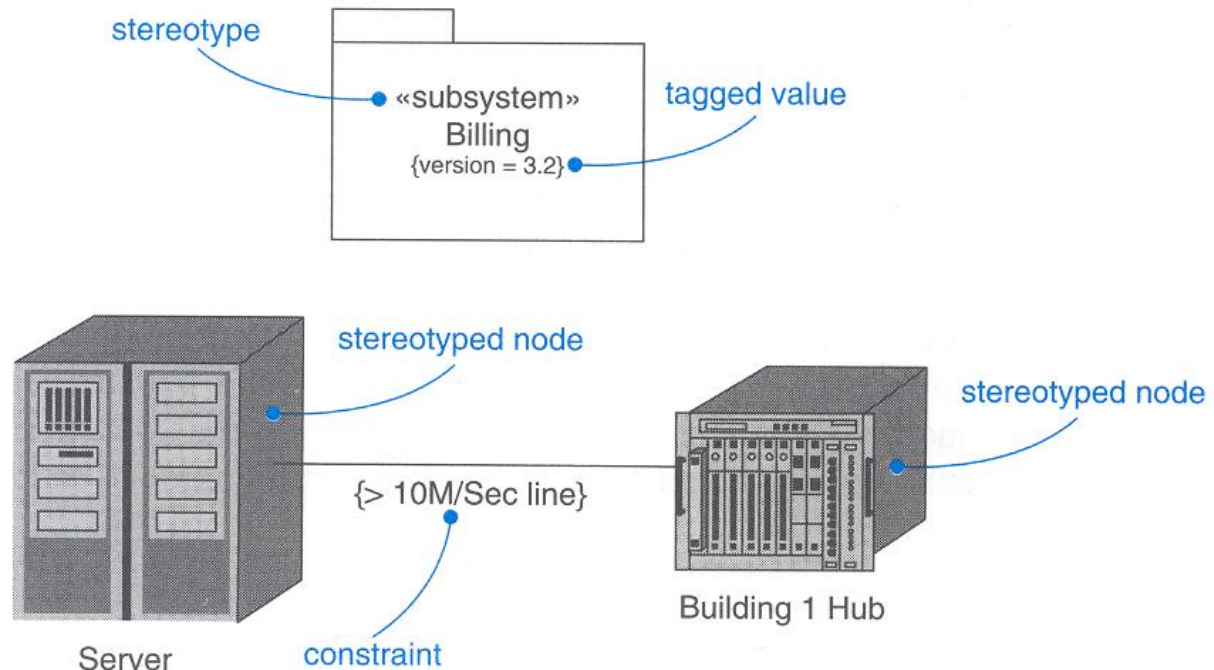 stereotype
«subsystem»
Billing
{version = 3.2}
tagged value
stereotyped node
stereotyped node
{> 10M/Sec line}
Building 1 Hub
Server
constraint